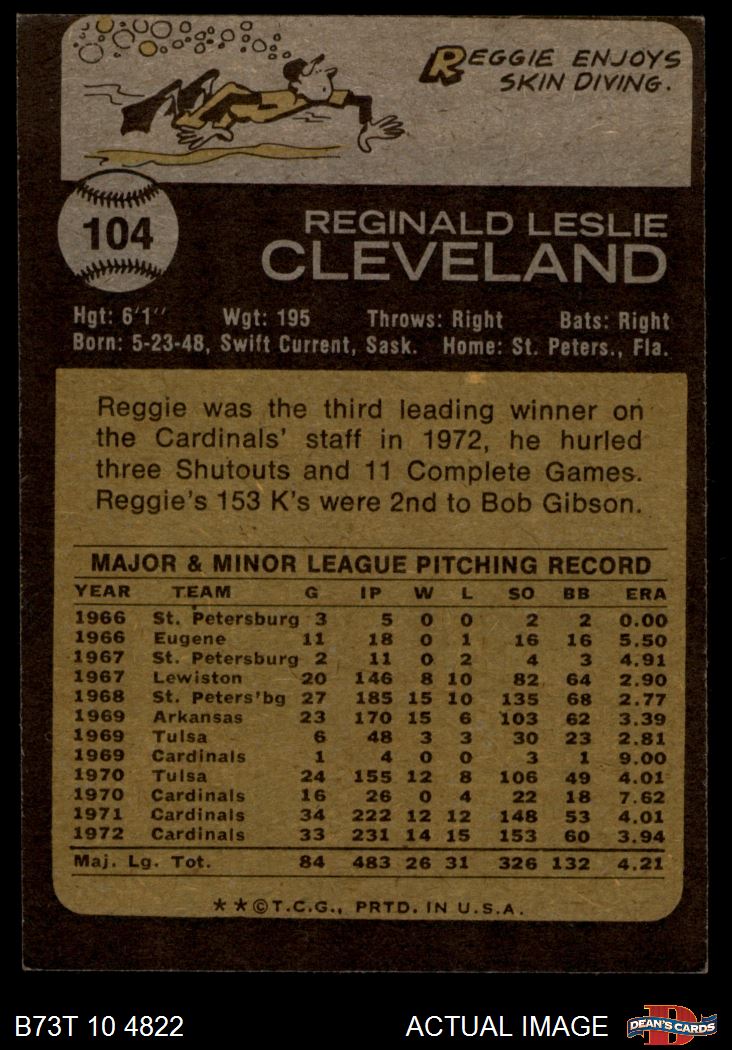 REGGIE ENJOYS
SKIN DIVING.
104
REGINALD LESLIE
CLEVELAND
Hgt: 6'1" Wgt: 195 Throws: Right Bats: Right
Born: 5-23-48, Swift Current, Sask. Home: St. Peters., Fla.
Reggie was the third leading winner on
the Cardinals' staff in 1972, he hurled
three Shutouts and 11 Complete Games.
Reggie's 153 K's were 2nd to Bob Gibson.
MAJOR & MINOR LEAGUE PITCHING RECORD
YEAR TEAM G IP W L SO BB ERA
1966 St. Petersburg 3 5 0 0 2 2 0.00
1966 Eugene 11 18 0 1 16 16 5.50
1967 St. Petersburg 2 11 0 2 4 3 4.91
1967 Lewiston 20 146 8 10 82 64 2.90
1968 St. Peters'bg 27 185 15 10 135 68 2.77
1969 Arkansas 23 170 15 6 103 62 3.39
1969 Tulsa 6 48 3 3 30 23 2.81
1969 Cardinals 1 4 0 0 3 1 9.00
1970 Tulsa 24 155 12 8 106 49 4.01
1970 Cardinals 16 26 0 4 22 18 7.62
1971 Cardinals 34 222 12 12 148 53 4.01
1972 Cardinals 33 231 14 15 153 60 3.94
Maj. Lg. Tot. 84 483 26 31 326 132 4.21
**©T.C.G., PRTD. IN U.S.A.
B73T 10 4822 ACTUAL IMAGE D DEAN'S CARDS